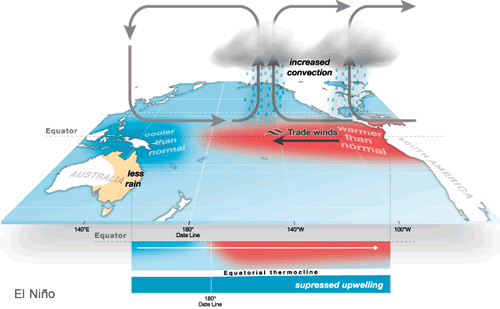 increased
convection
Equator
cooler
than
normal
Trade winds
warmer
than
normal
AUSTRALIA
less
rain
SOUTH AMERICA
140°E
180°
Date Line
140°W
100°W
Equator
Equatorial thermocline
supressed upwelling
El Niño
180°
Date Line